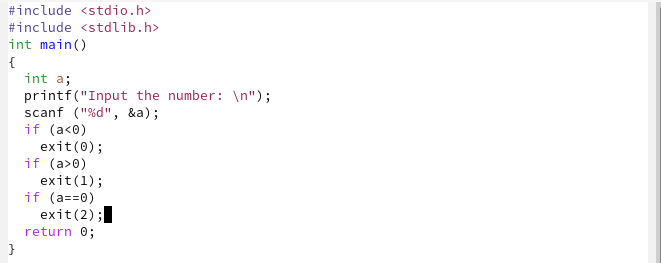 #include <stdio.h>
#include <stdlib.h>
int main()
{
  int a;
  printf("Input the number: \n");
  scanf ("%d", &a);
  if (a<0)
    exit(0);
  if (a>0)
    exit(1);
  if (a==0)
    exit(2);
  return 0;
}